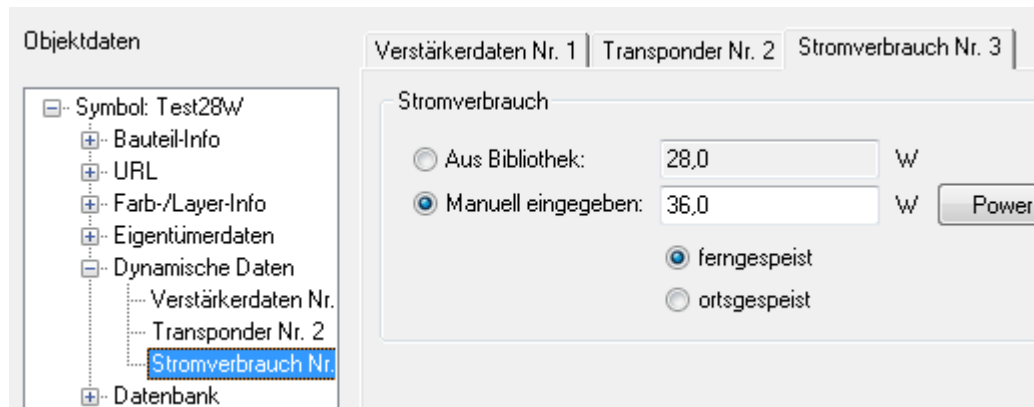 Objektdaten
Symbol: Test28W
Bauteil-Info
URL
Farb-/Layer-Info
Eigentümerdaten
Dynamische Daten
Verstärkerdaten Nr.
Transponder Nr. 2
Stromverbrauch Nr.
Datenbank
Verstärkerdaten Nr. 1 Transponder Nr. 2 Stromverbrauch Nr. 3
Stromverbrauch
Aus Bibliothek: 28,0 W
Manuell eingegeben: 36,0 W Power
ferngespeist
ortsgespeist